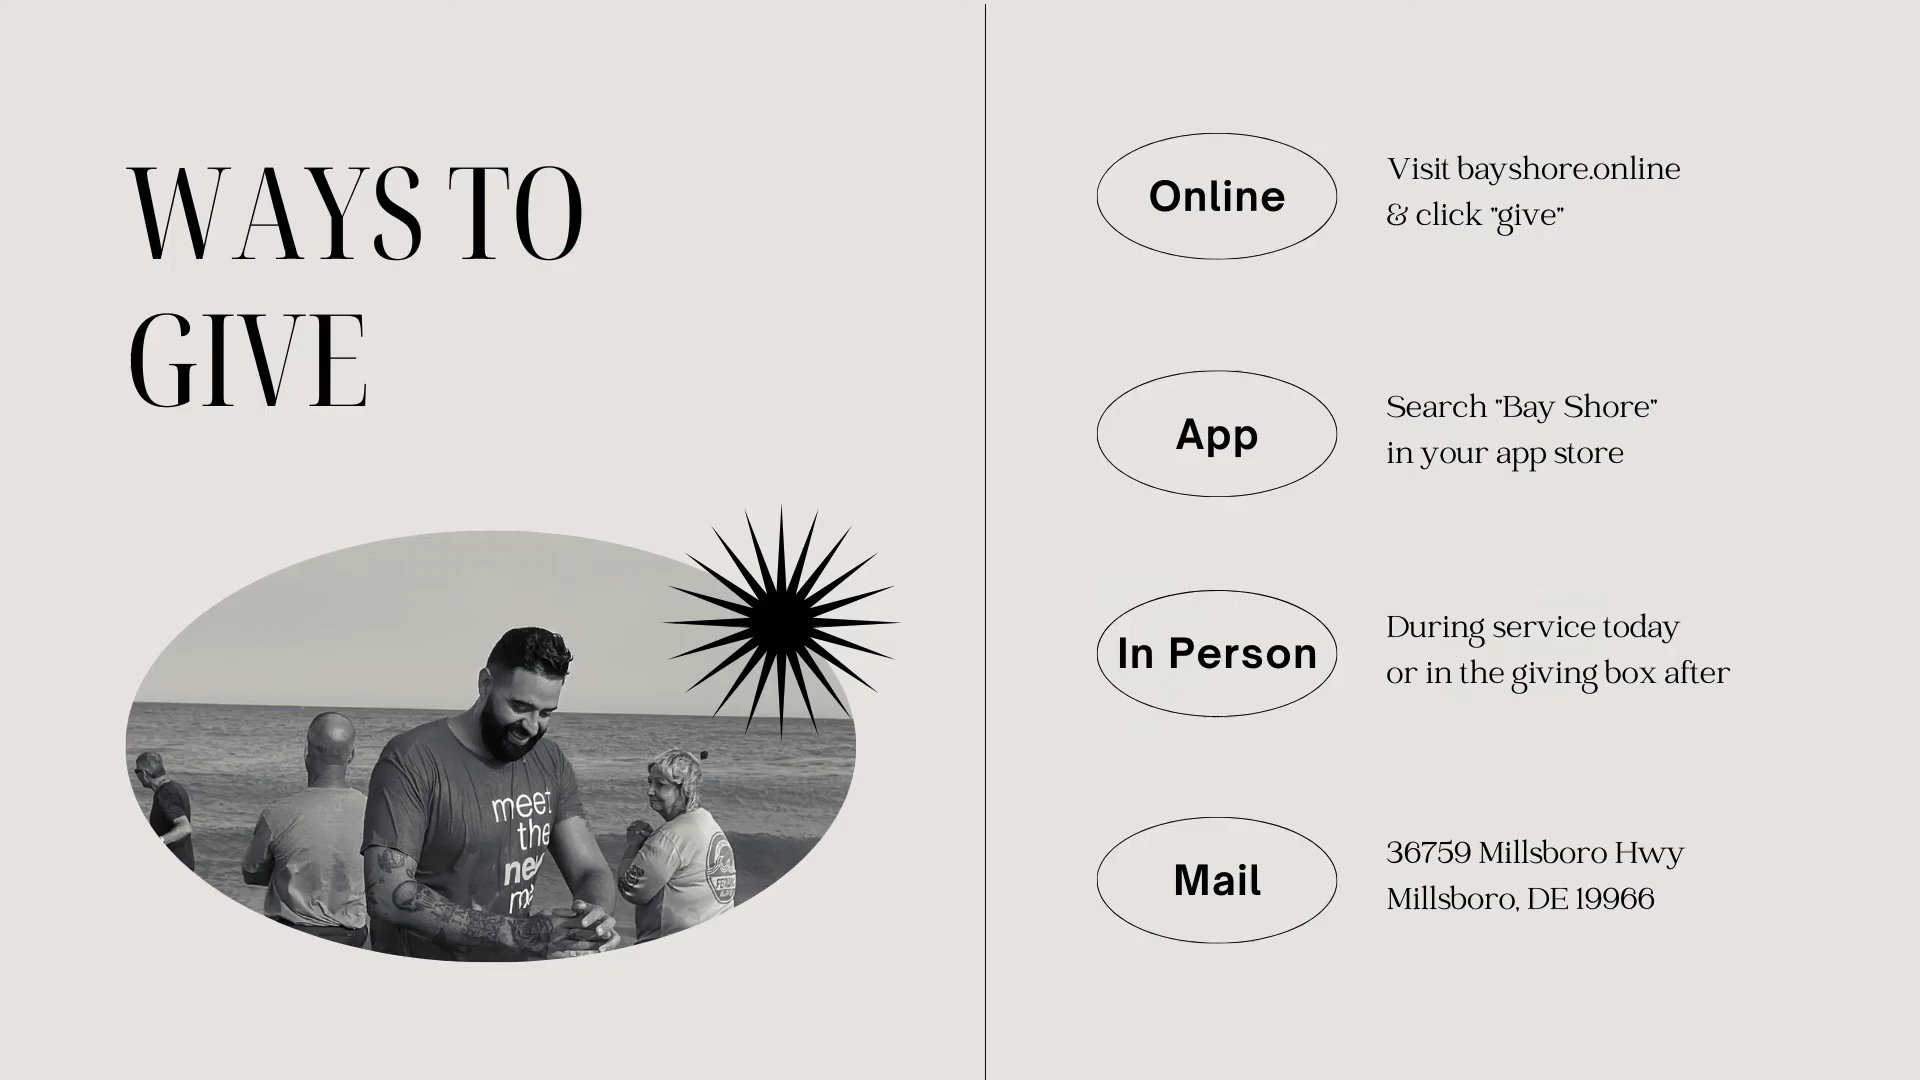 WAYS TO
GIVE
meet
the
Online
Visit bayshore.online
& click "give"
App
Search "Bay Shore"
in your app store
In Person
During service today
or in the giving box after
Mail
36759 Millsboro Hwy
Millsboro, DE 19966